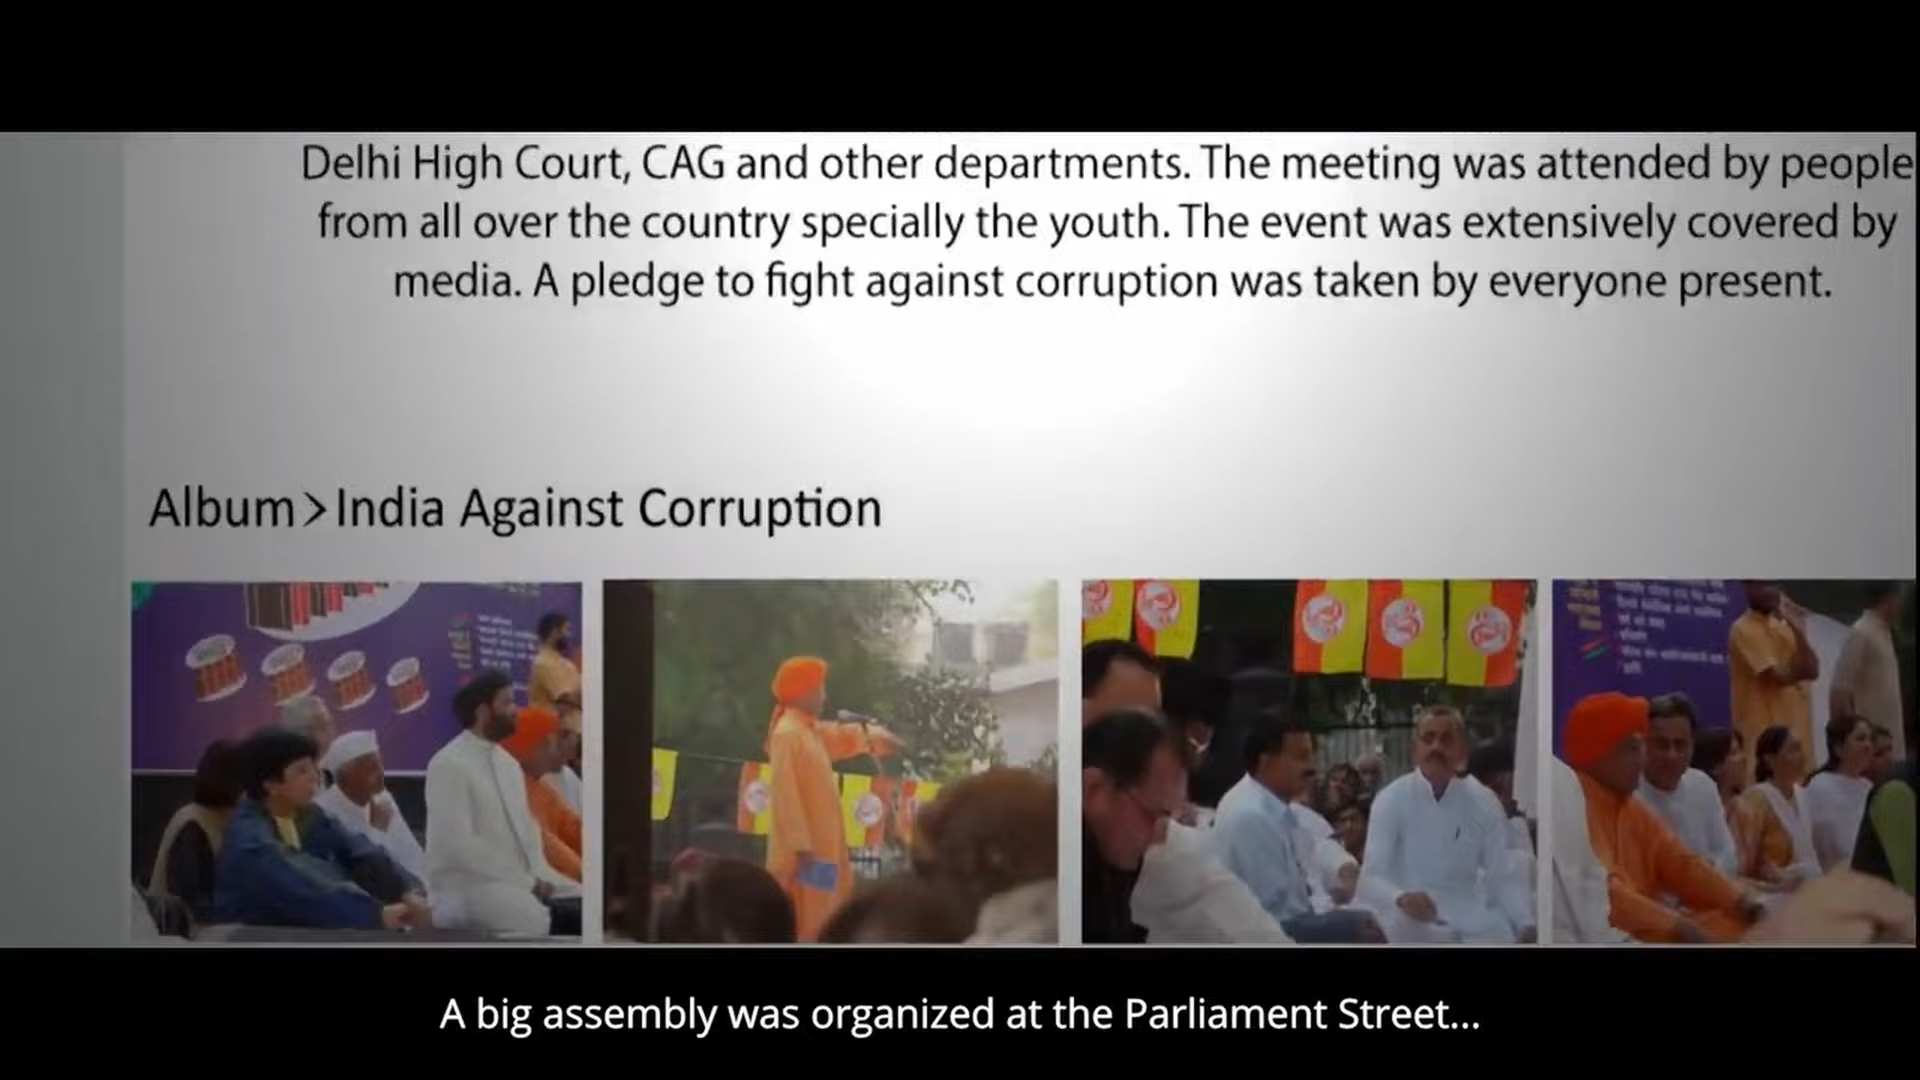 Delhi High Court, CAG and other departments. The meeting was attended by people
from all over the country specially the youth. The event was extensively covered by
media. A pledge to fight against corruption was taken by everyone present.
Album>India Against Corruption
A big assembly was organized at the Parliament Street...